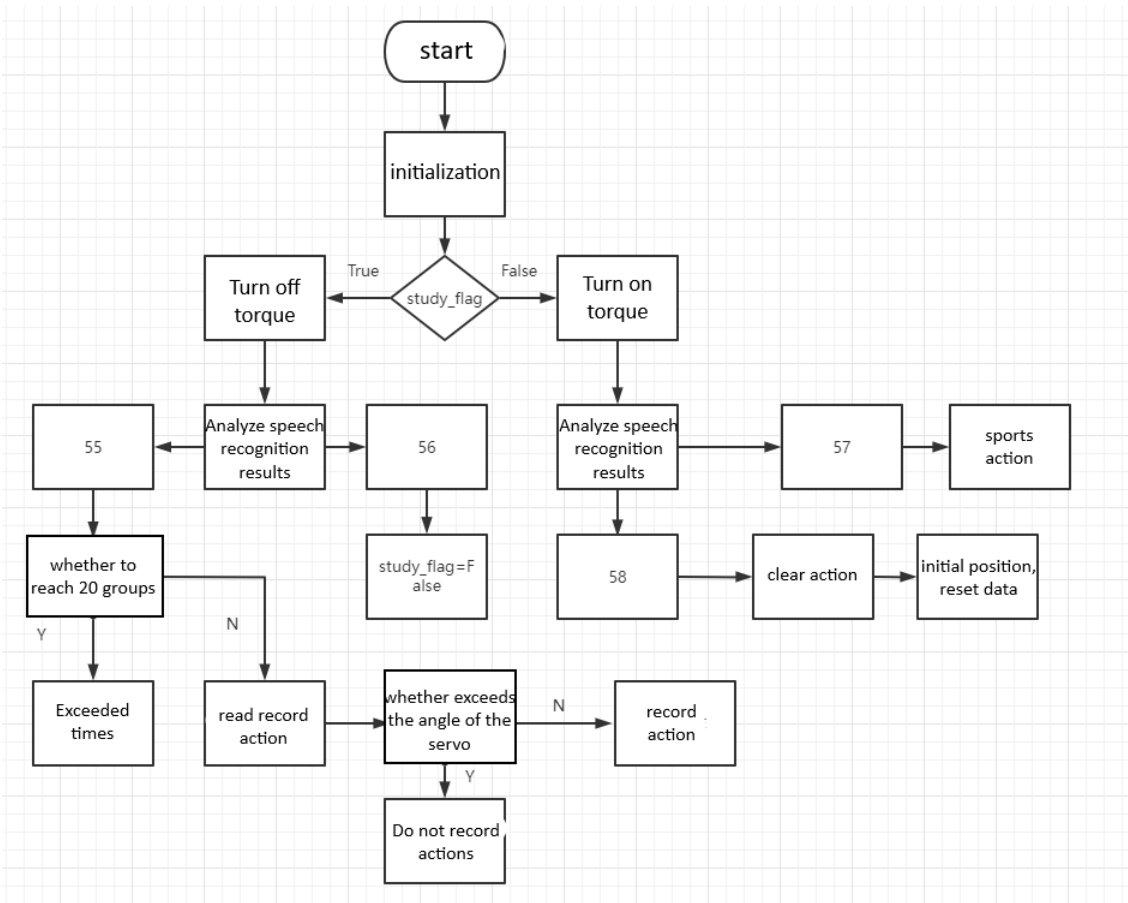 start
initialization
True
False
study_flag
Turn off
torque
Turn on
torque
55
Analyze speech
recognition
results
56
Analyze speech
recognition
results
57
sports
action
whether to
reach 20 groups
study_flag=F
alse
58
clear action
initial position,
reset data
Y
N
Exceeded
times
read record
action
whether exceeds
the angle of the
servo
N
record
action
Y
Do not record
actions